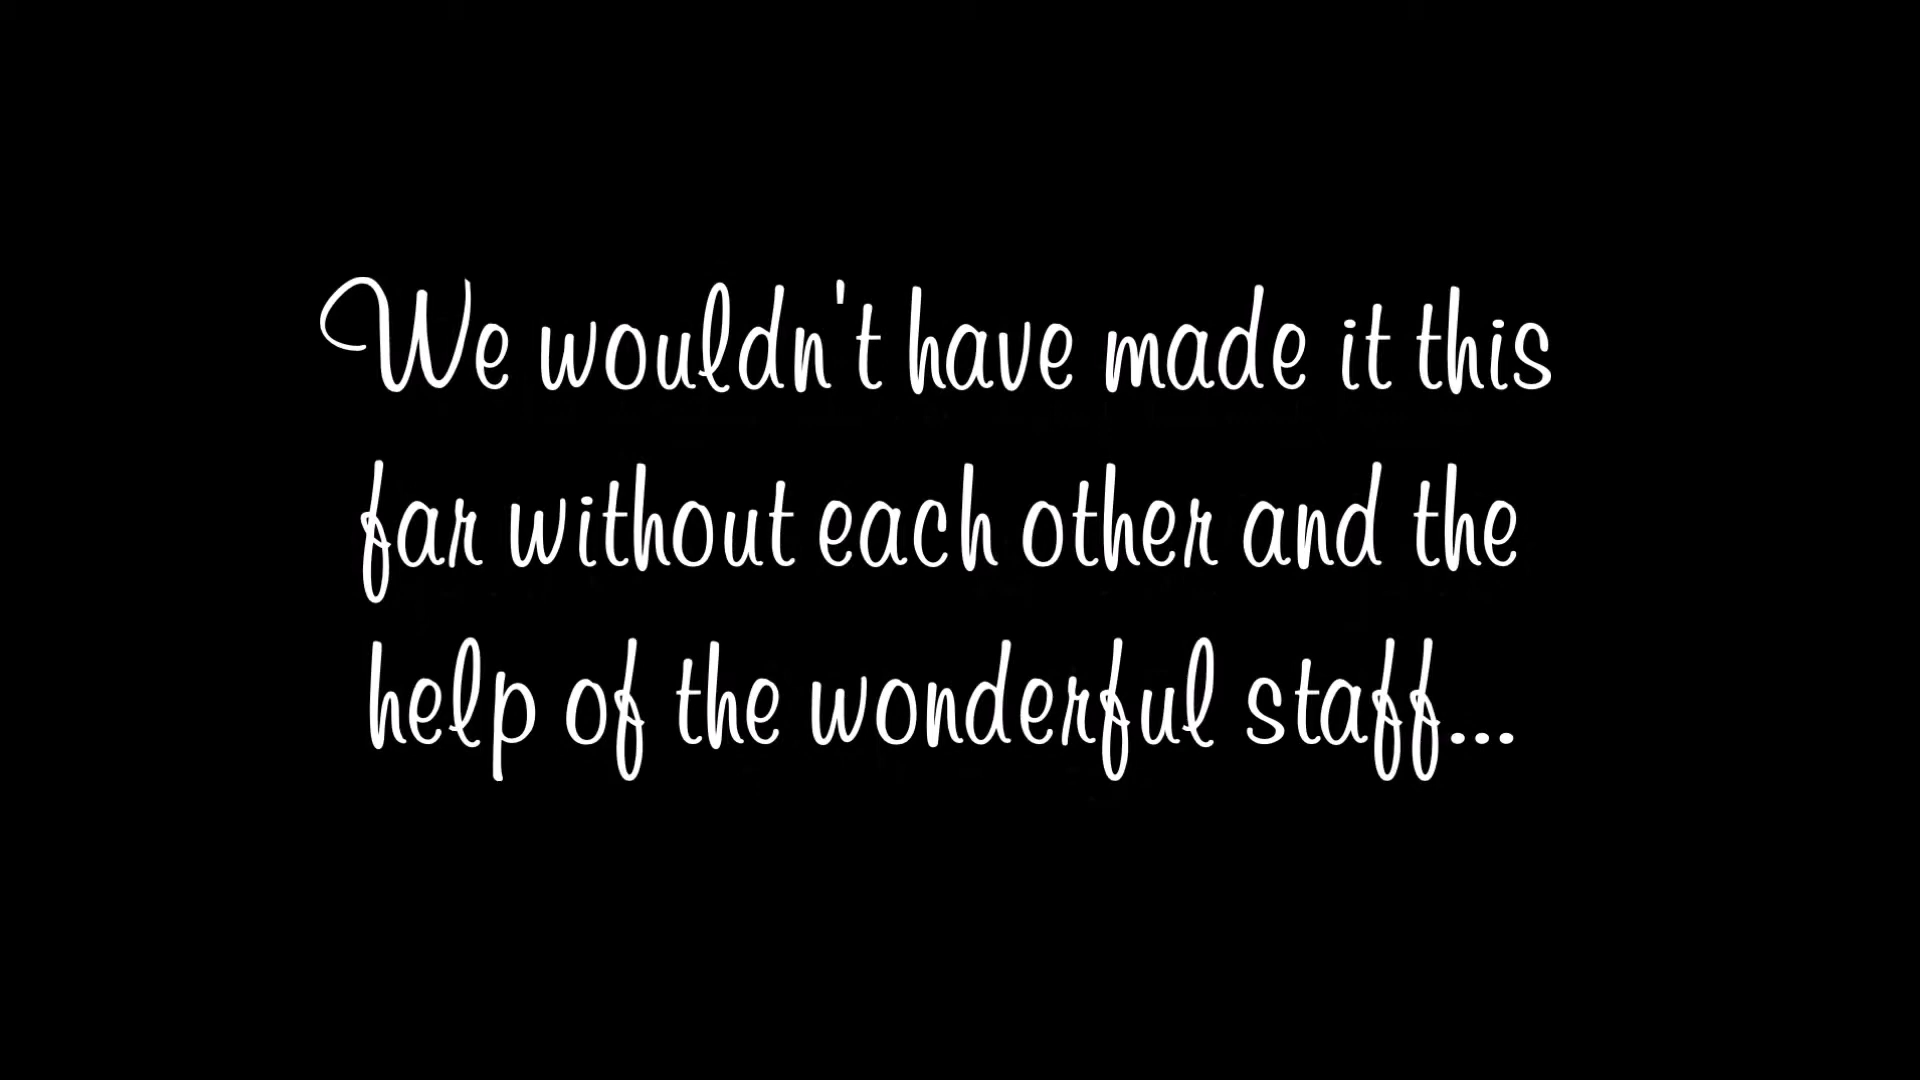 We wouldn't have made it this
far without each other and the
help of the wonderful staff...